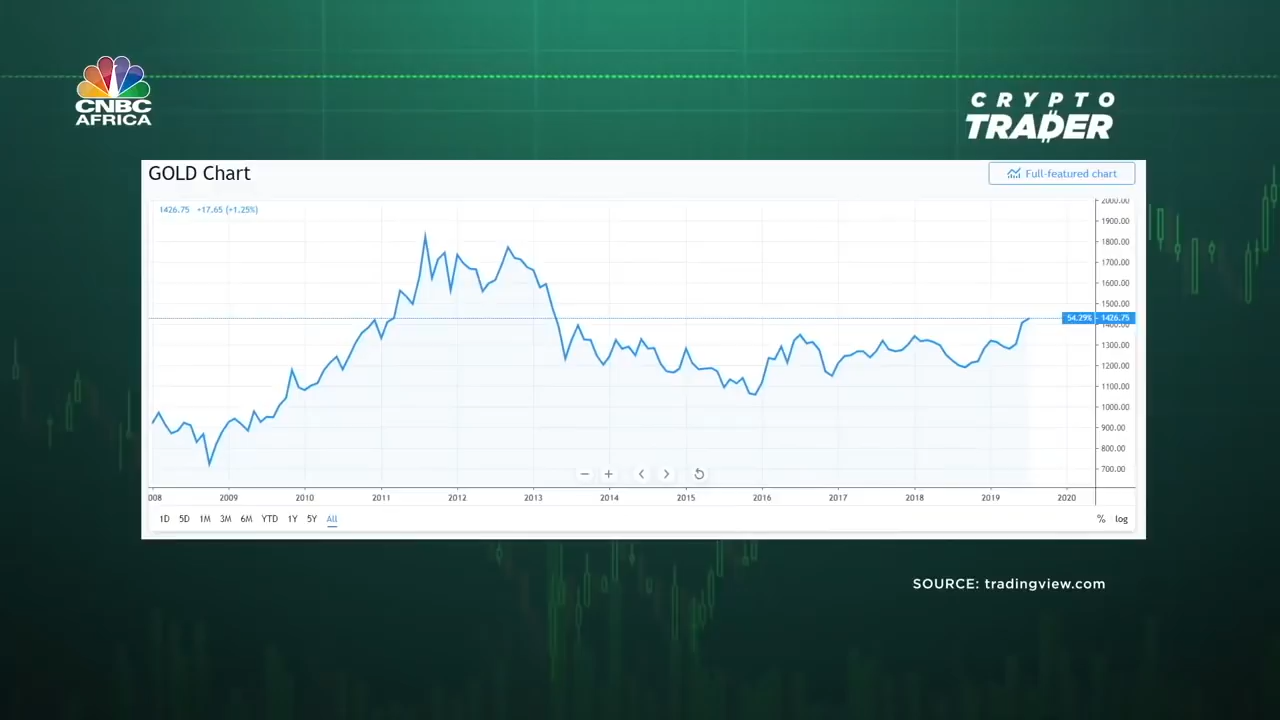 CNBC
AFRICA
CRYPTO
TRADER
GOLD Chart
Full-featured chart
1426.75 +17.65 (+1.25%)
2000.00
1900.00
1800.00
1700.00
1600.00
1500.00
54.29% 1426.75
1400.00
1300.00
1200.00
1100.00
1000.00
900.00
800.00
700.00
008 2009 2010 2011 2012 2013 2014 2015 2016 2017 2018 2019 2020
1D 5D 1M 3M 6M YTD 1Y 5Y All % log
SOURCE: tradingview.com